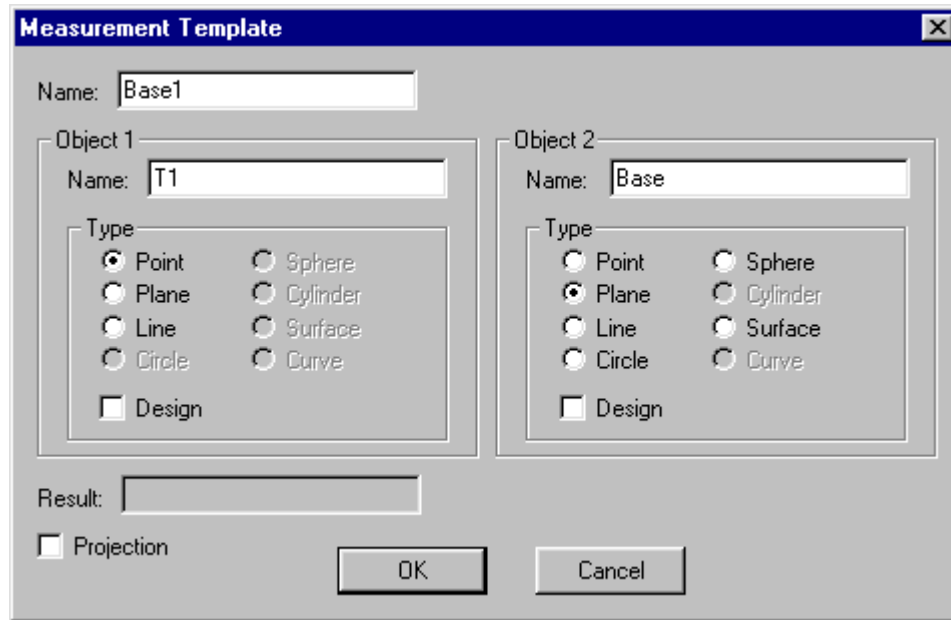 Measurement Template
Name: Base1
Object 1
Name: T1
Type
Point Sphere
Plane Cylinder
Line Surface
Circle Curve
Design
Object 2
Name: Base
Type
Point Sphere
Plane Cylinder
Line Surface
Circle Curve
Design
Result:
Projection
OK Cancel